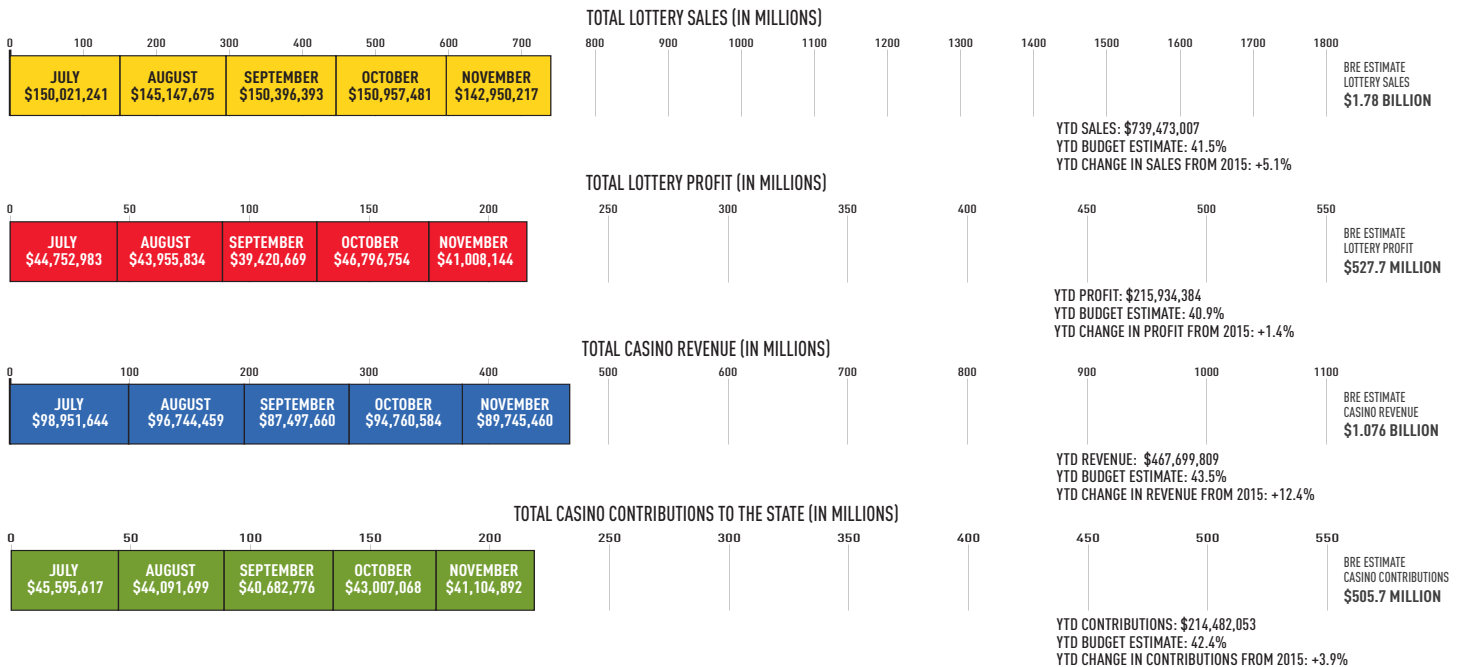 TOTAL LOTTERY SALES (IN MILLIONS)
0 100 200 300 400 500 600 700 800 900 1000 1100 1200 1300 1400 1500 1600 1700 1800
JULY AUGUST SEPTEMBER OCTOBER NOVEMBER
$150,021,241 $145,147,675 $150,396,393 $150,957,481 $142,950,217
BRE ESTIMATE
LOTTERY SALES
$1.78 BILLION
YTD SALES: $739,473,007
YTD BUDGET ESTIMATE: 41.5%
YTD CHANGE IN SALES FROM 2015: +5.1%
TOTAL LOTTERY PROFIT (IN MILLIONS)
0 50 100 150 200 250 300 350 400 450 500 550
JULY AUGUST SEPTEMBER OCTOBER NOVEMBER
$44,752,983 $43,955,834 $39,420,669 $46,796,754 $41,008,144
BRE ESTIMATE
LOTTERY PROFIT
$527.7 MILLION
YTD PROFIT: $215,934,384
YTD BUDGET ESTIMATE: 40.9%
YTD CHANGE IN PROFIT FROM 2015: +1.4%
TOTAL CASINO REVENUE (IN MILLIONS)
0 100 200 300 400 500 600 700 800 900 1000 1100
JULY AUGUST SEPTEMBER OCTOBER NOVEMBER
$98,951,644 $96,744,459 $87,497,660 $94,760,584 $89,745,460
BRE ESTIMATE
CASINO REVENUE
$1.076 BILLION
YTD REVENUE: $467,699,809
YTD BUDGET ESTIMATE: 43.5%
YTD CHANGE IN REVENUE FROM 2015: +12.4%
TOTAL CASINO CONTRIBUTIONS TO THE STATE (IN MILLIONS)
0 50 100 150 200 250 300 350 400 450 500 550
JULY AUGUST SEPTEMBER OCTOBER NOVEMBER
$45,595,617 $44,091,699 $40,682,776 $43,007,068 $41,104,892
BRE ESTIMATE
CASINO CONTRIBUTIONS
$505.7 MILLION
YTD CONTRIBUTIONS: $214,482,053
YTD BUDGET ESTIMATE: 42.4%
YTD CHANGE IN CONTRIBUTIONS FROM 2015: +3.9%